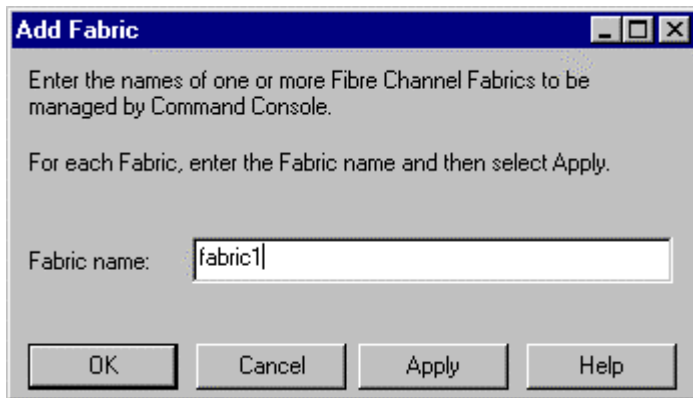 Add Fabric
Enter the names of one or more Fibre Channel Fabrics to be
managed by Command Console.
For each Fabric, enter the Fabric name and then select Apply.
Fabric name: fabric1
OK Cancel Apply Help